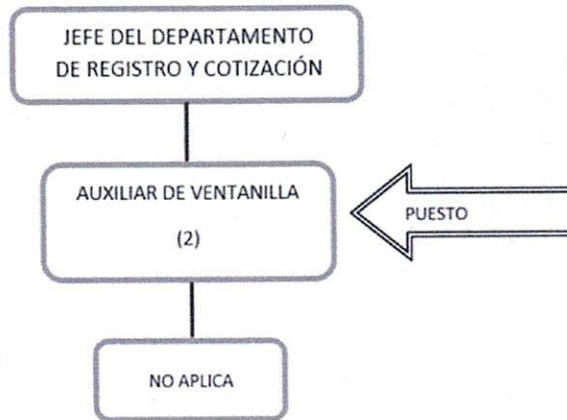 JEFE DEL DEPARTAMENTO
DE REGISTRO Y COTIZACIÓN
AUXILIAR DE VENTANILLA
(2)
PUESTO
NO APLICA